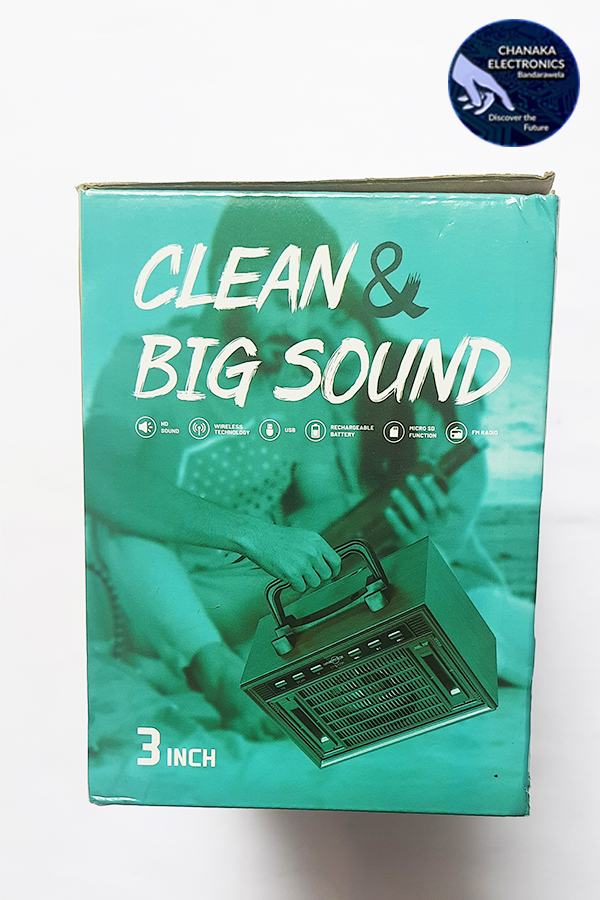 CHANAKA
ELECTRONICS
Bandarawela
Discover the
Future
CLEAN &
BIG SOUND
HD
SOUND
WIRELESS
TECHNOLOGY
USB
RECHARGEABLE
BATTERY
MICRO SD
FUNCTION
FM RADIO
3 INCH